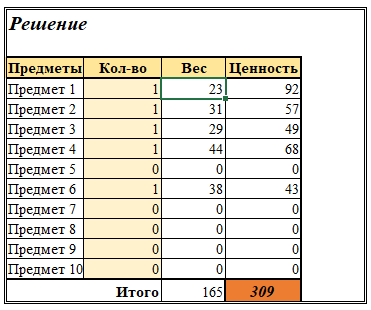 Решение
Предметы Кол-во Вес Ценность
Предмет 1 1 23 92
Предмет 2 1 31 57
Предмет 3 1 29 49
Предмет 4 1 44 68
Предмет 5 0 0 0
Предмет 6 1 38 43
Предмет 7 0 0 0
Предмет 8 0 0 0
Предмет 9 0 0 0
Предмет 10 0 0 0
Итого 165 309